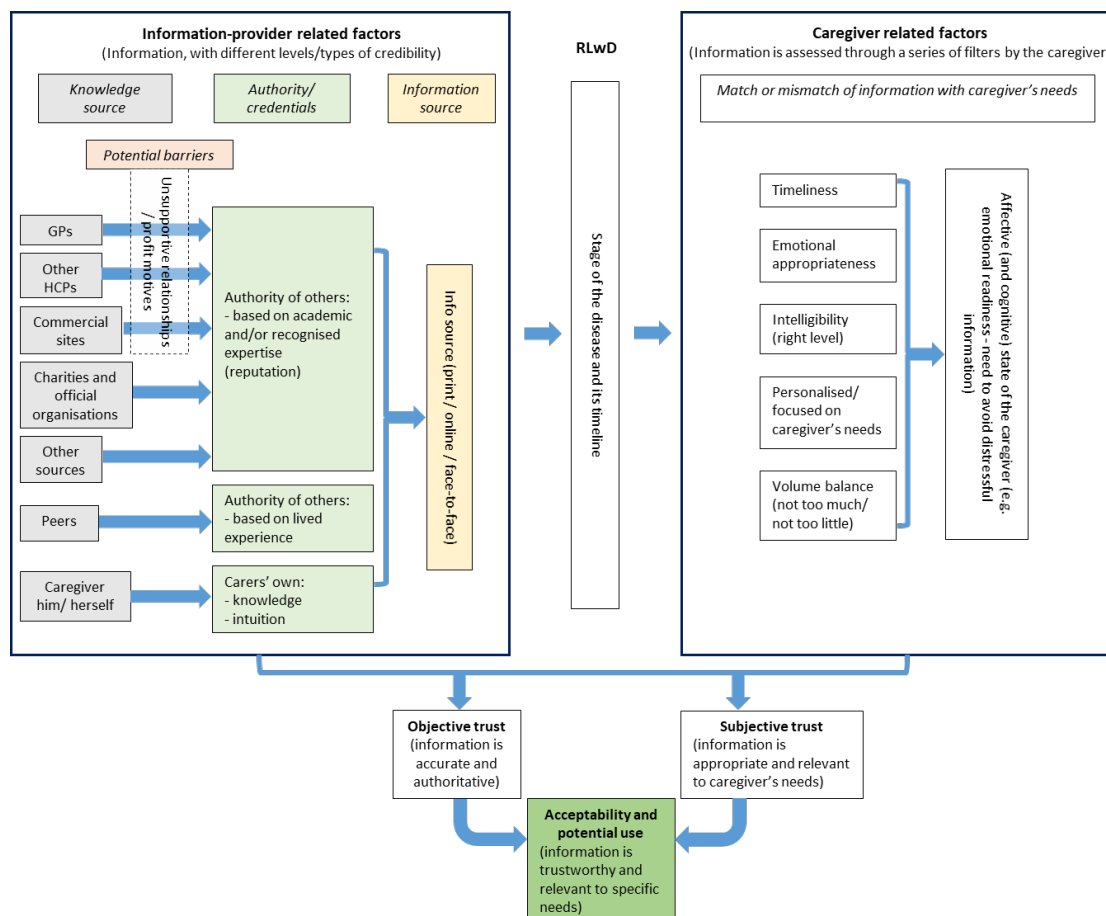 Information-provider related factors
(Information, with different levels/types of credibility)
Knowledge
source
Authority/
credentials
Information
source
Potential barriers
Unsupportive relationships
/ profit motives
GPs
Other
HCPs
Commercial
sites
Charities and
official
organisations
Other
sources
Peers
Caregiver
him/ herself
Authority of others:
- based on academic
and/or recognised
expertise
(reputation)
Authority of others:
- based on lived
experience
Carers’ own:
- knowledge
- intuition
Info source (print / online / face-to-face)
RLwD
Stage of the disease and its timeline
Caregiver related factors
(Information is assessed through a series of filters by the caregiver
Match or mismatch of information with caregiver’s needs
Timeliness
Emotional
appropriateness
Intelligibility
(right level)
Personalised/
focused on
caregiver’s needs
Volume balance
(not too much/
not too little)
Affective (and cognitive) state of the caregiver (e.g.
emotional readiness - need to avoid distressful
information)
Objective trust
(information is
accurate and
authoritative)
Subjective trust
(information is
appropriate and relevant
to caregiver’s needs)
Acceptability and
potential use
(information is
trustworthy and
relevant to specific
needs)